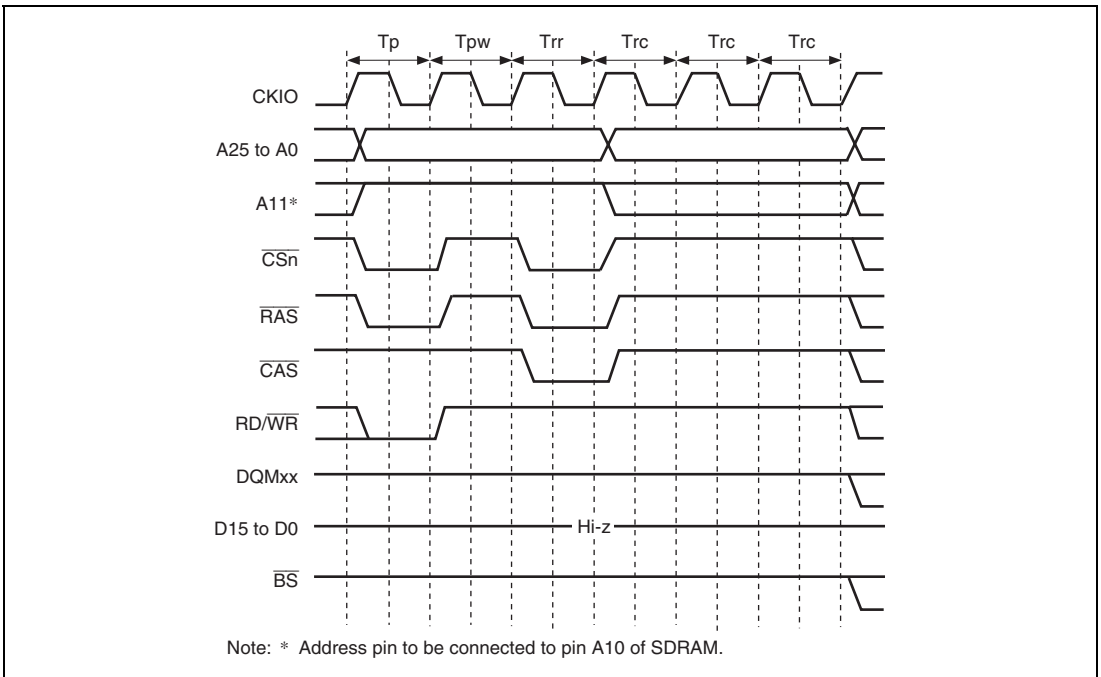 Tp Tpw Trr Trc Trc Trc
CKIO
A25 to A0
A11*
CSn
RAS
CAS
RD/WR
DQMxx
D15 to D0 Hi-z
BS
Note: * Address pin to be connected to pin A10 of SDRAM.